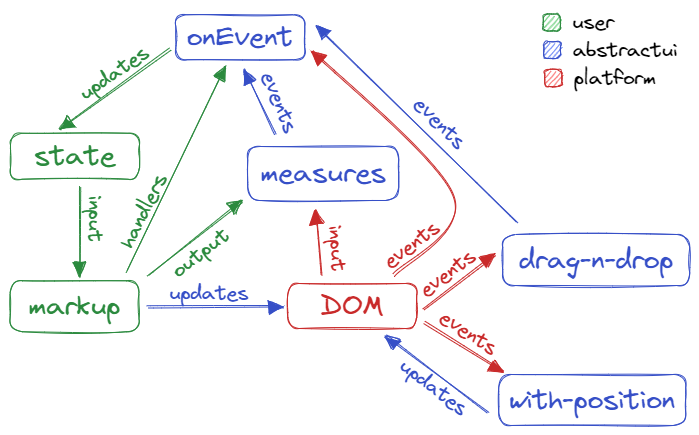 user
onEvent
abstractui
platform
updates
events
events
state
measures
input
handlers
output
input
events
events
drag-n-drop
markup
updates
DOM
events
updates
with-position